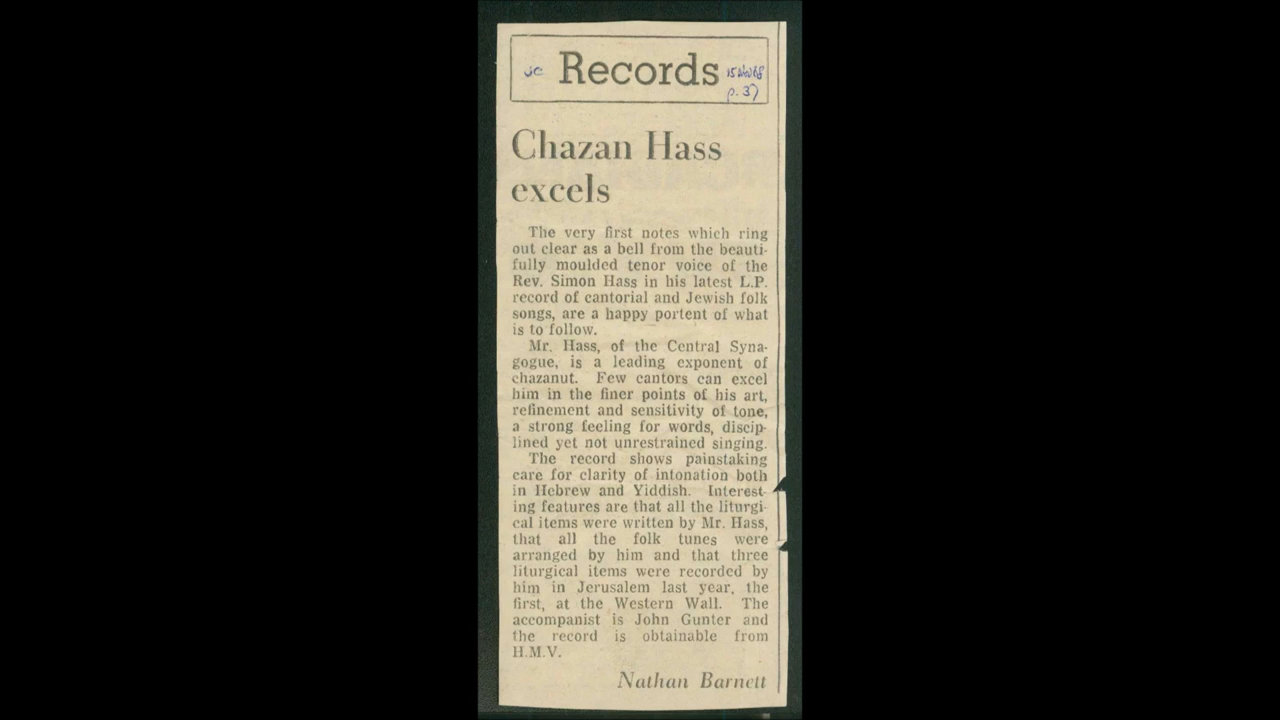 JC Records
p. 37
Chazan Hass
excels
The very first notes which ring
out clear as a bell from the beauti-
fully moulded tenor voice of the
Rev. Simon Hass in his latest L.P.
record of cantorial and Jewish folk
songs, are a happy portent of what
is to follow.
Mr. Hass, of the Central Syna-
gogue, is a leading exponent of
chazanut. Few cantors can excel
him in the finer points of his art,
refinement and sensitivity of tone,
a strong feeling for words, discip-
lined yet not unrestrained singing.
The record shows painstaking
care for clarity of intonation both
in Hebrew and Yiddish. Interest-
ing features are that all the liturgi-
cal items were written by Mr. Hass,
that all the folk tunes were
arranged by him and that three
liturgical items were recorded by
him in Jerusalem last year, the
first, at the Western Wall. The
accompanist is John Gunter and
the record is obtainable from
H.M.V.
Nathan Barnett